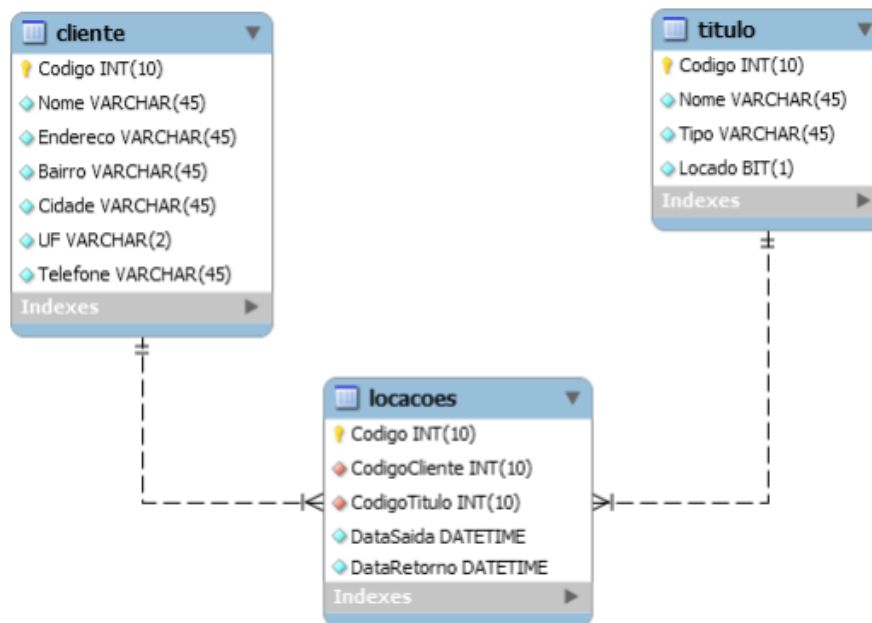 cliente
Codigo INT(10)
Nome VARCHAR(45)
Endereco VARCHAR(45)
Bairro VARCHAR(45)
Cidade VARCHAR(45)
UF VARCHAR(2)
Telefone VARCHAR(45)
Indexes
titulo
Codigo INT(10)
Nome VARCHAR(45)
Tipo VARCHAR(45)
Locado BIT(1)
Indexes
locacoes
Codigo INT(10)
CodigoCliente INT(10)
CodigoTitulo INT(10)
DataSaida DATETIME
DataRetorno DATETIME
Indexes